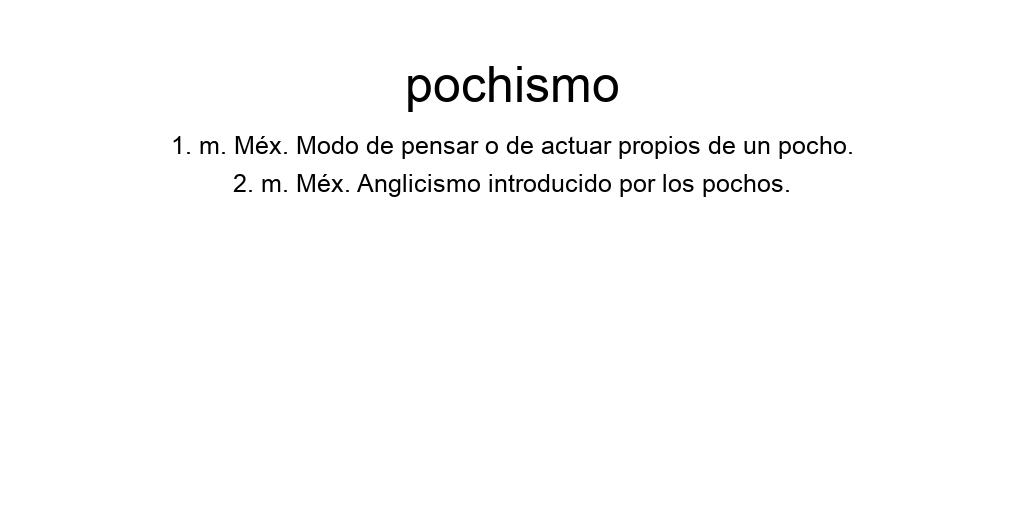 pochismo
1. m. Méx. Modo de pensar o de actuar propios de un pocho.
2. m. Méx. Anglicismo introducido por los pochos.